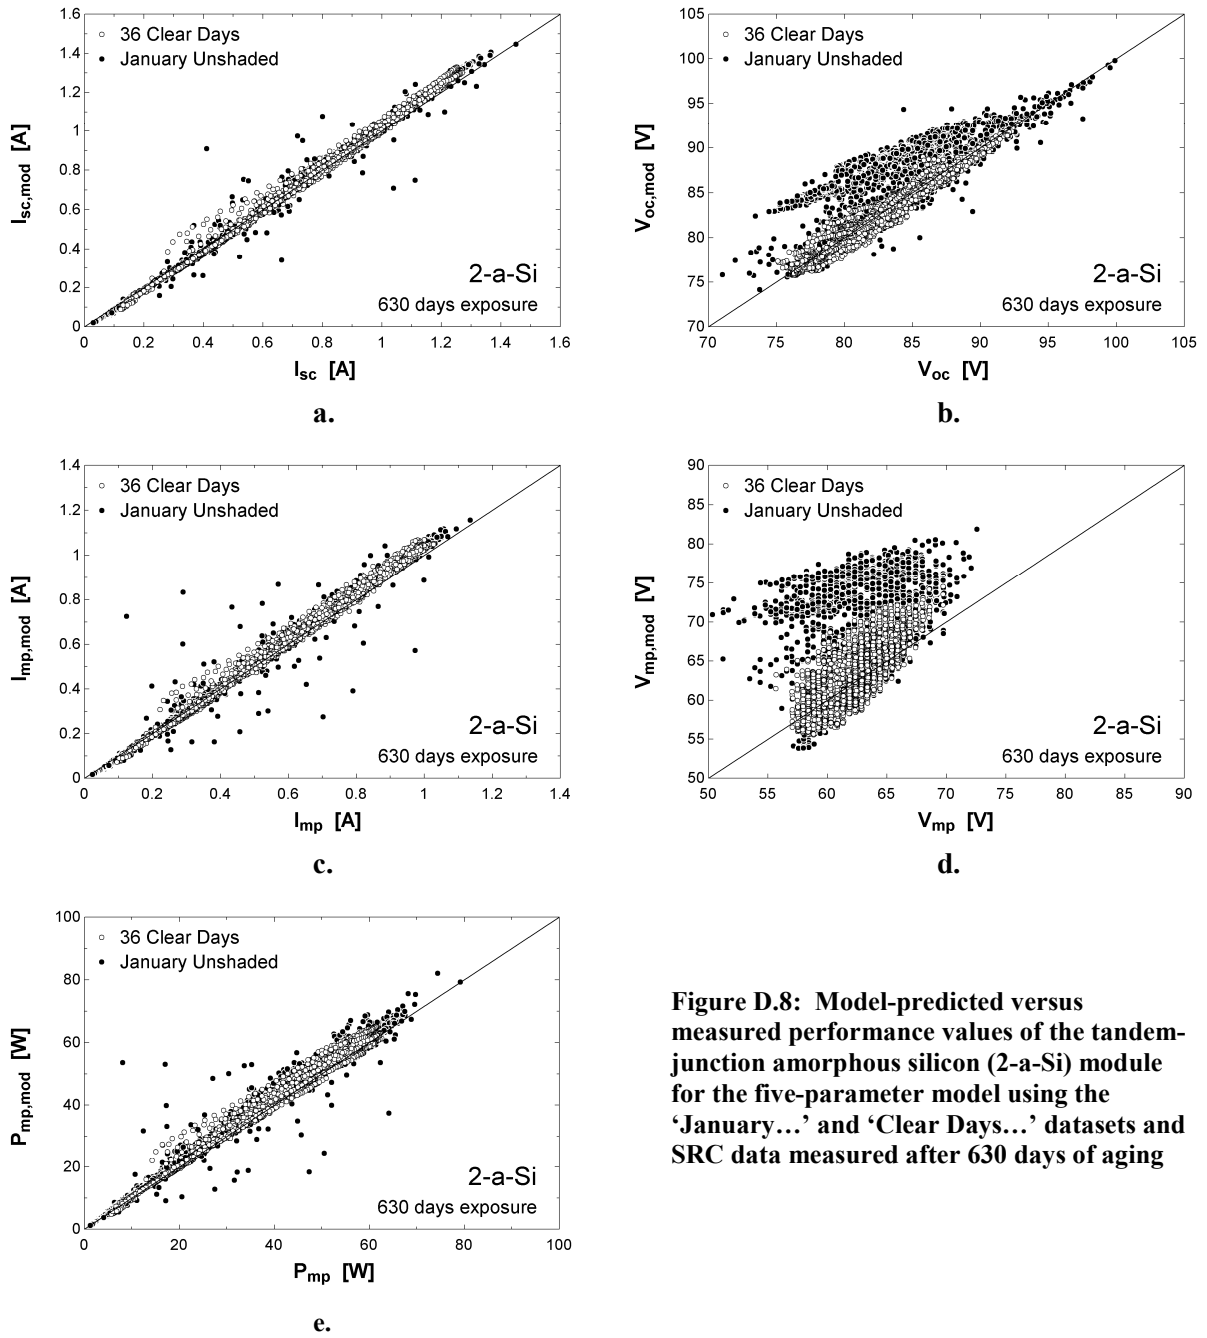 1.6
1.4
1.2
1
0.8
0.6
0.4
0.2
0
I_sc,mod [A]
36 Clear Days
January Unshaded
2-a-Si
630 days exposure
0 0.2 0.4 0.6 0.8 1 1.2 1.4 1.6
I_sc [A]
a.
105
100
95
90
85
80
75
70
V_oc,mod [V]
36 Clear Days
January Unshaded
2-a-Si
630 days exposure
70 75 80 85 90 95 100 105
V_oc [V]
b.
1.4
1.2
1
0.8
0.6
0.4
0.2
0
I_mp,mod [A]
36 Clear Days
January Unshaded
2-a-Si
630 days exposure
0 0.2 0.4 0.6 0.8 1 1.2 1.4
I_mp [A]
c.
90
85
80
75
70
65
60
55
50
V_mp,mod [V]
36 Clear Days
January Unshaded
2-a-Si
630 days exposure
50 55 60 65 70 75 80 85 90
V_mp [V]
d.
100
80
60
40
20
0
P_mp,mod [W]
36 Clear Days
January Unshaded
2-a-Si
630 days exposure
0 20 40 60 80 100
P_mp [W]
e.
Figure D.8: Model-predicted versus
measured performance values of the tandem-
junction amorphous silicon (2-a-Si) module
for the five-parameter model using the
‘January…’ and ‘Clear Days…’ datasets and
SRC data measured after 630 days of aging